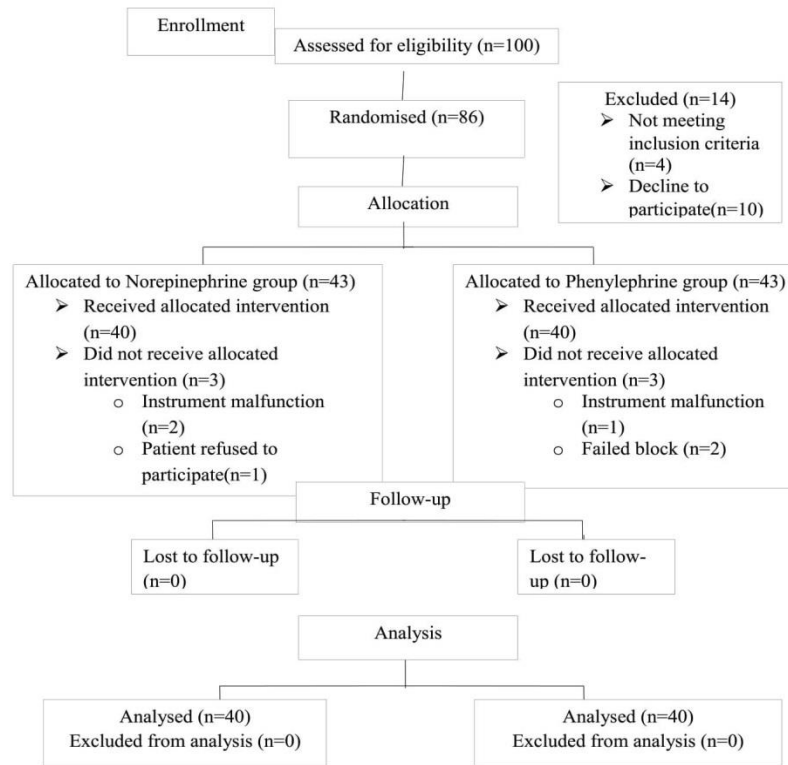 Enrollment
Assessed for eligibility (n=100)
Randomised (n=86)
Excluded (n=14)
➢ Not meeting
inclusion criteria
(n=4)
➢ Decline to
participate(n=10)
Allocation
Allocated to Norepinephrine group (n=43)
➢ Received allocated intervention
(n=40)
➢ Did not receive allocated
intervention (n=3)
o Instrument malfunction
(n=2)
o Patient refused to
participate(n=1)
Allocated to Phenylephrine group (n=43)
➢ Received allocated intervention
(n=40)
➢ Did not receive allocated
intervention (n=3)
o Instrument malfunction
(n=1)
o Failed block (n=2)
Follow-up
Lost to follow-up
(n=0)
Lost to follow-
up (n=0)
Analysis
Analysed (n=40)
Excluded from analysis (n=0)
Analysed (n=40)
Excluded from analysis (n=0)